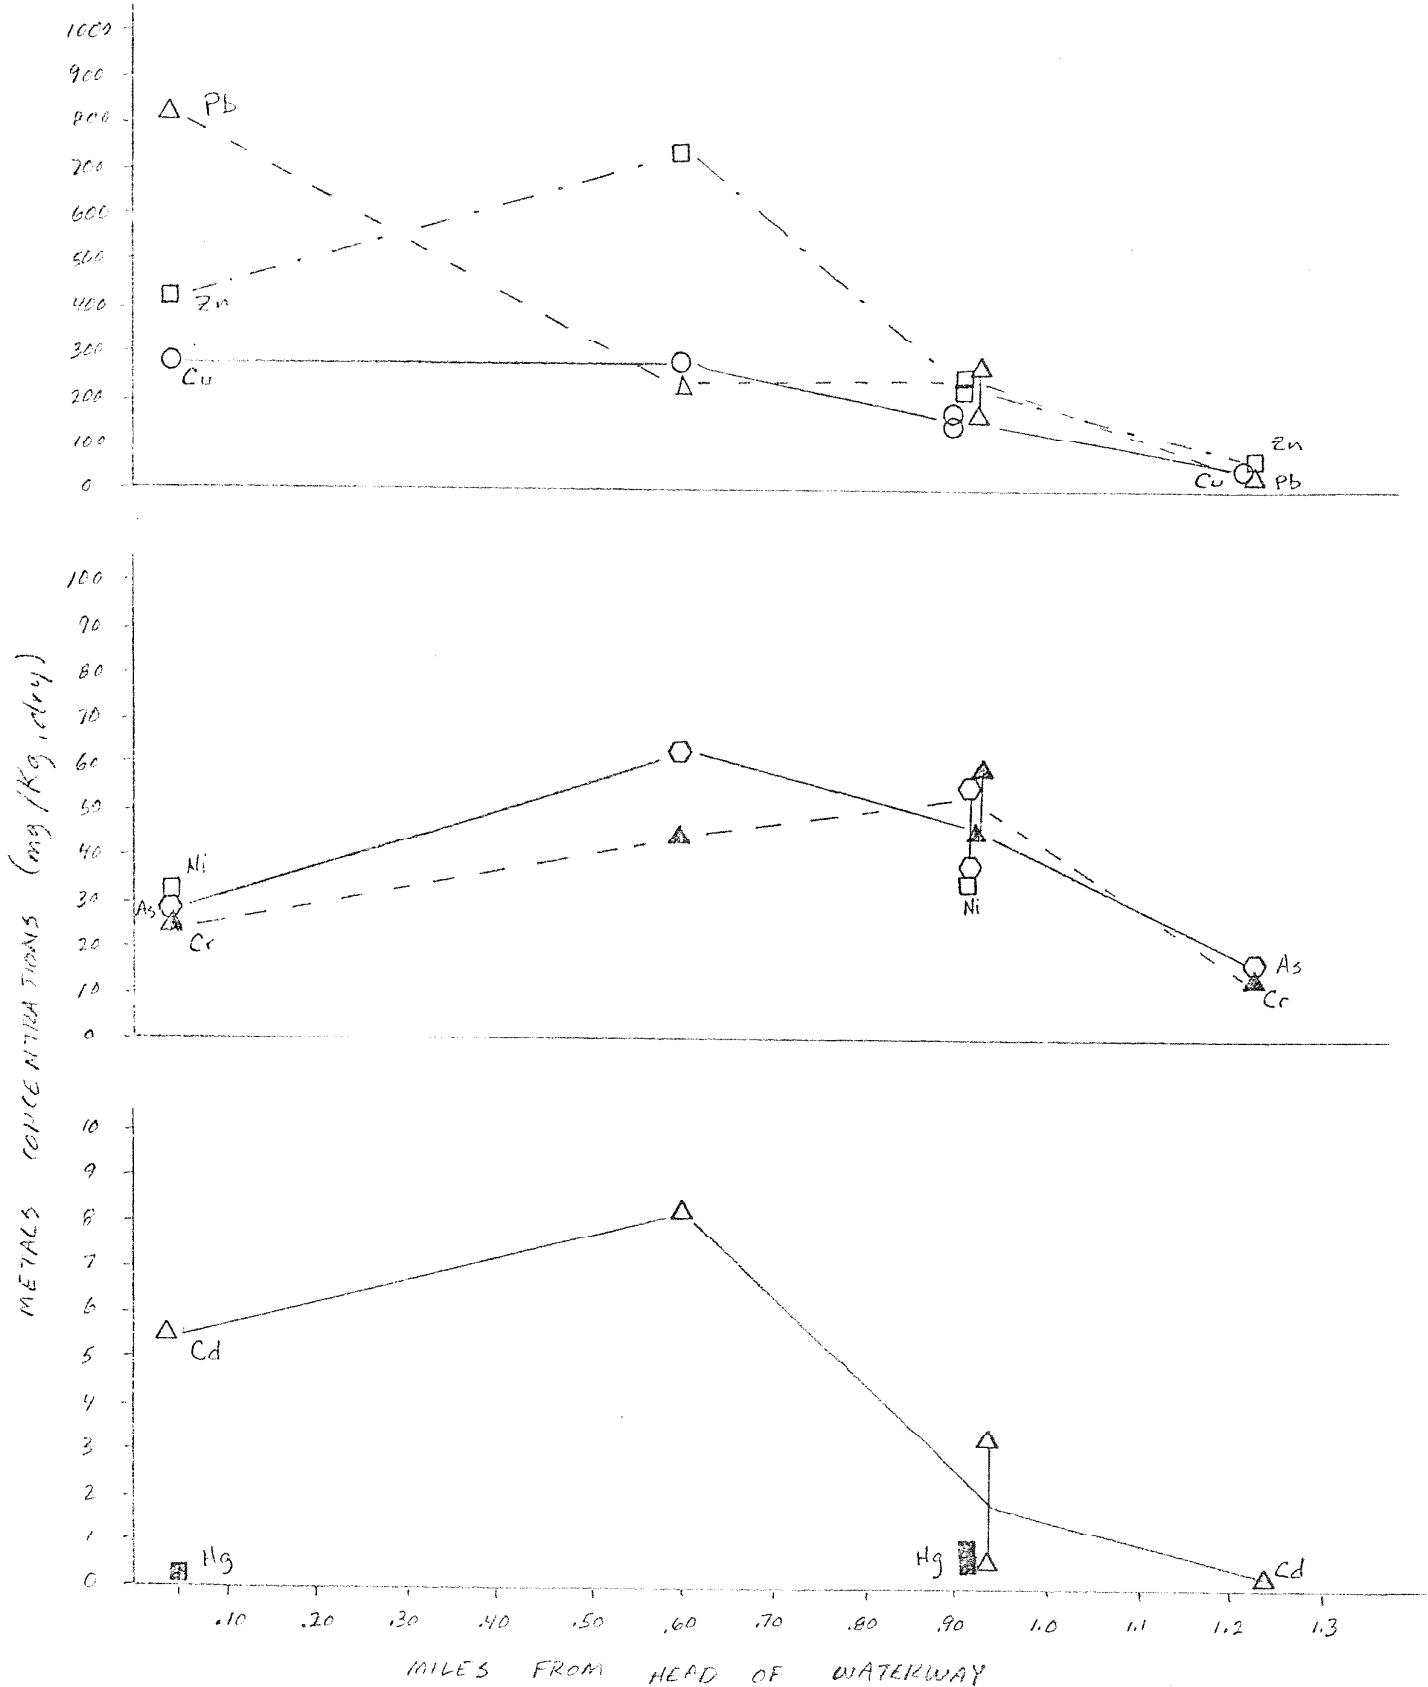 1000
900
Pb
800
700
600
500
400
Zn
300
Cu
200
100
Zn
0
Cu
Pb
100
90
80
70
60
50
40
Ni
30
As
Ni
20
Cr
As
10
Cr
0
METALS CONCENTRATIONS (mg/Kg, dry)
10
9
8
7
6
5
Cd
4
3
2
1
Hg
Hg
Cd
0
.10 .20 .30 .40 .50 .60 .70 .80 .90 1.0 1.1 1.2 1.3
MILES FROM HEAD OF WATERWAY